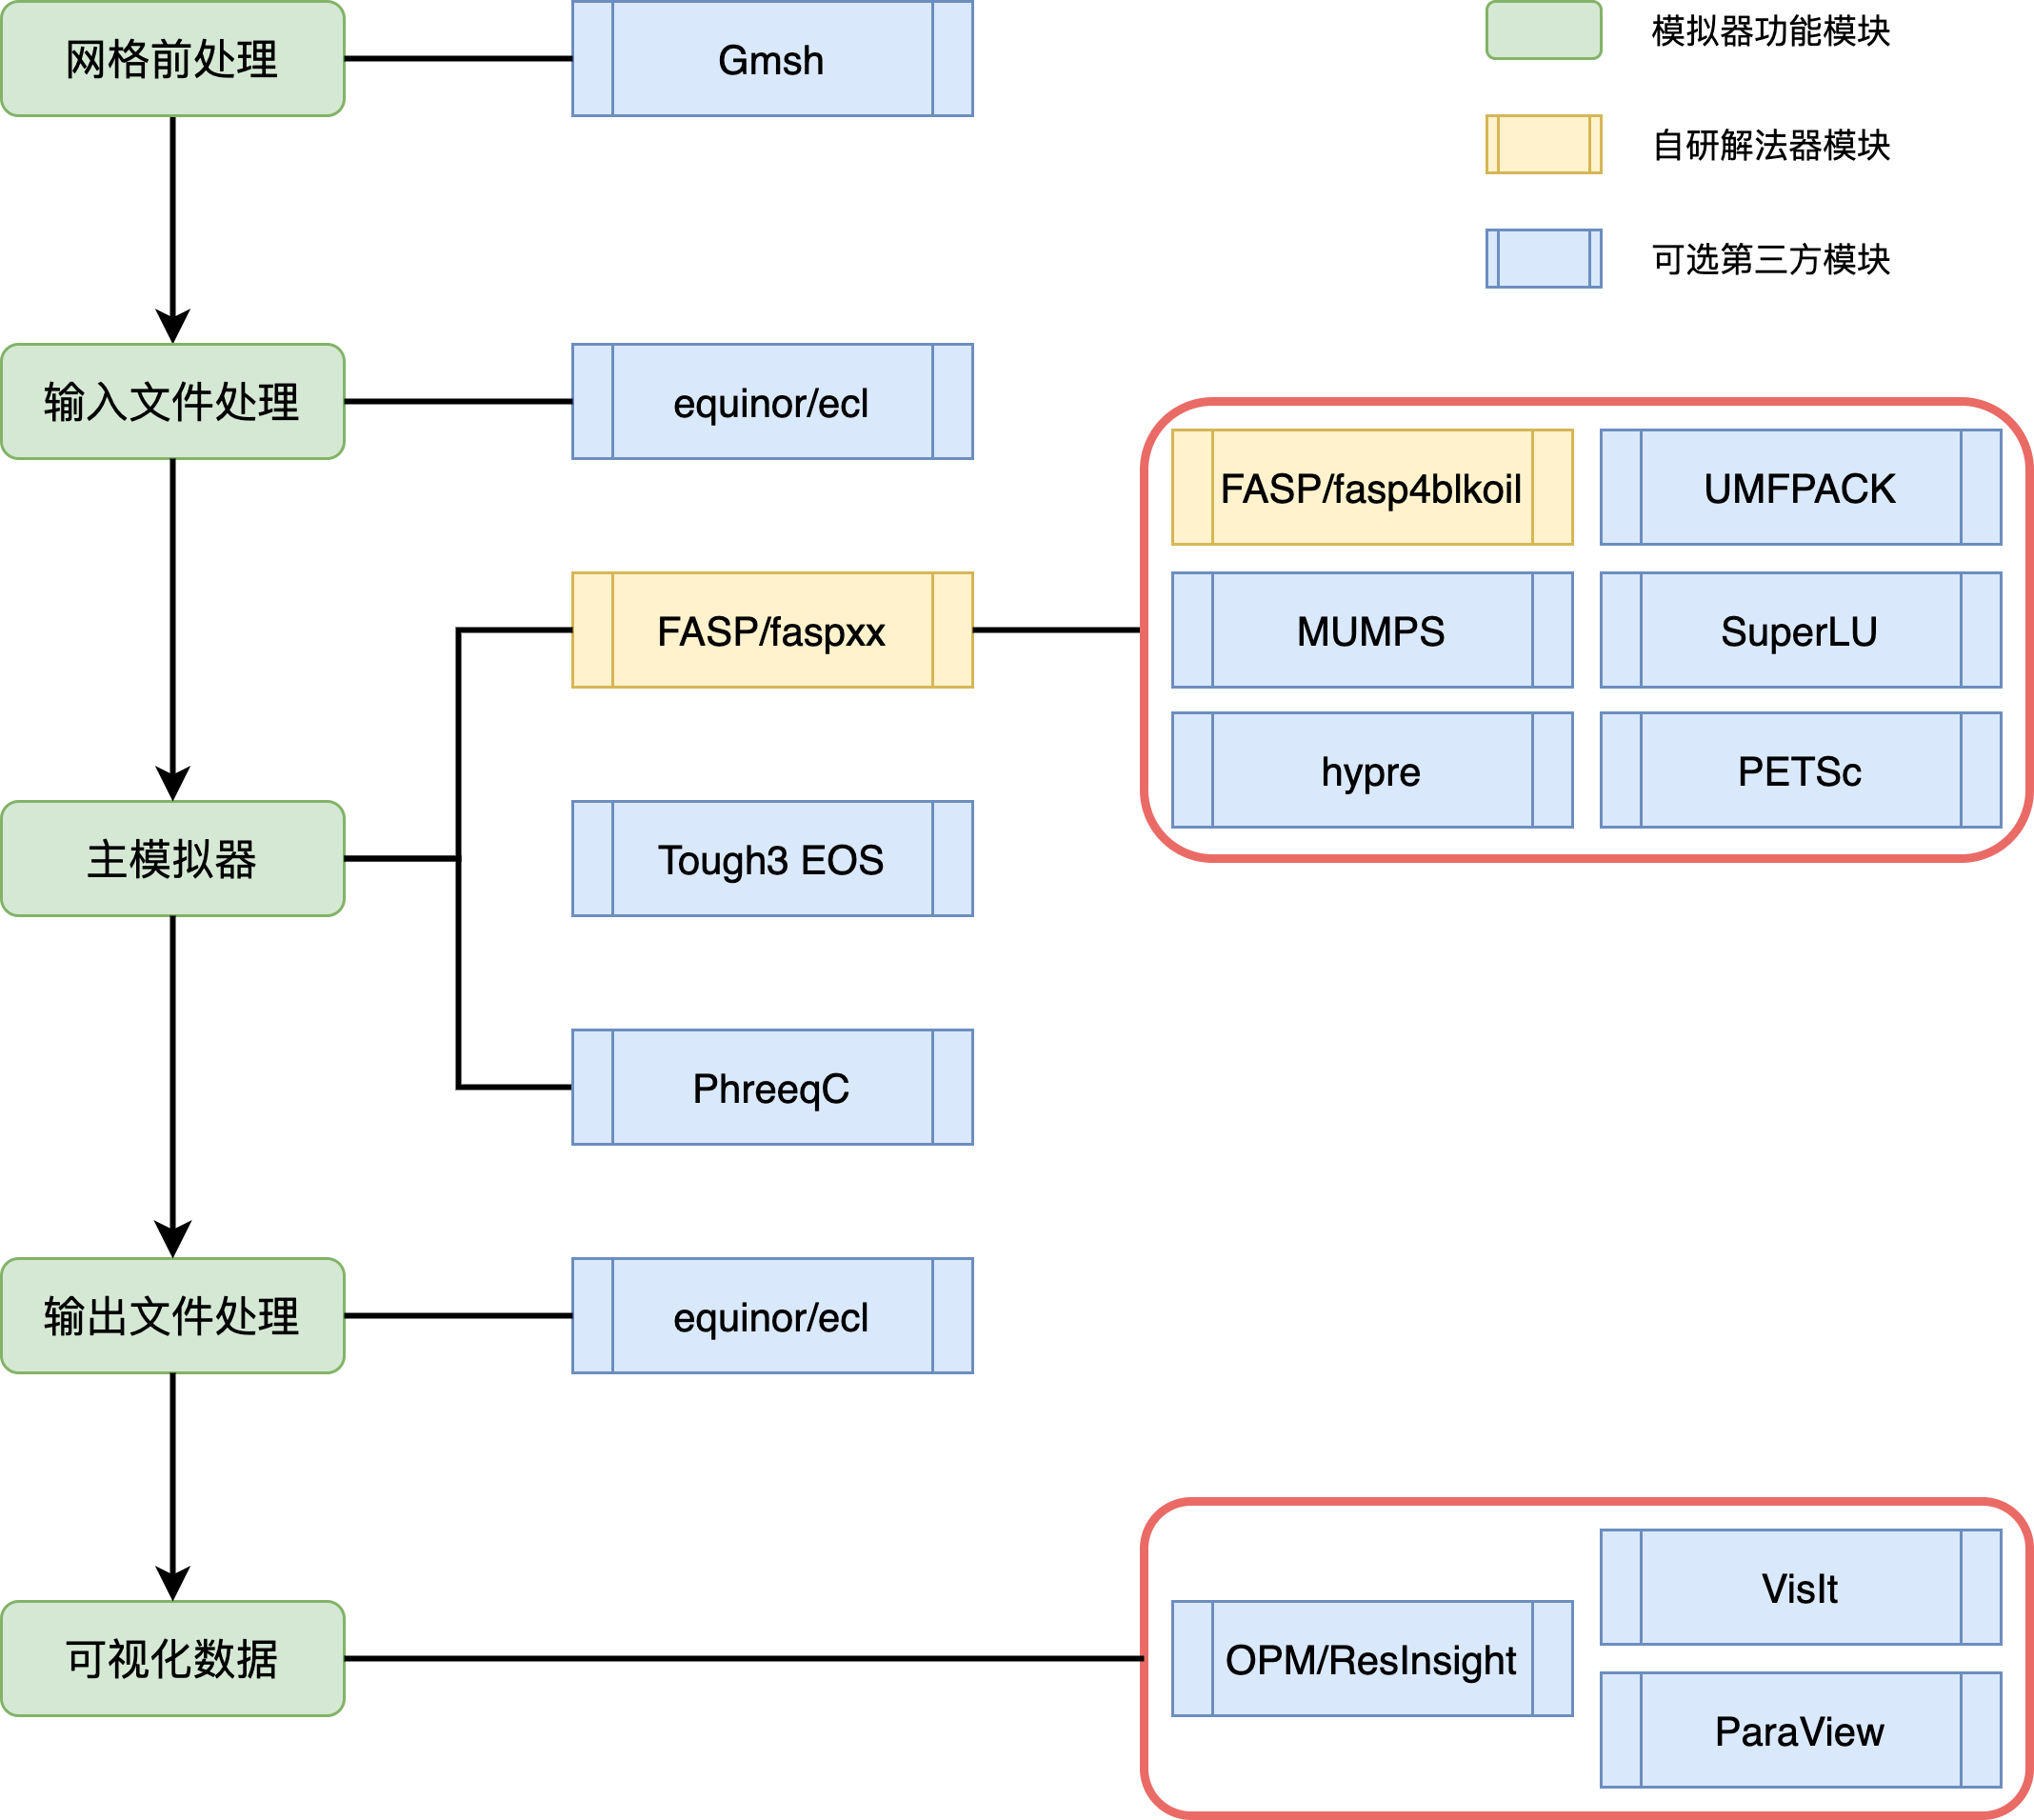 网格前处理
Gmsh
模拟器功能模块
自研解法器模块
可选第三方模块
输入文件处理
equinor/ecl
FASP/fasp4blkoil
UMFPACK
FASP/faspxx
MUMPS
SuperLU
hypre
PETSc
主模拟器
Tough3 EOS
PhreeqC
输出文件处理
equinor/ecl
VisIt
可视化数据
OPM/ResInsight
ParaView